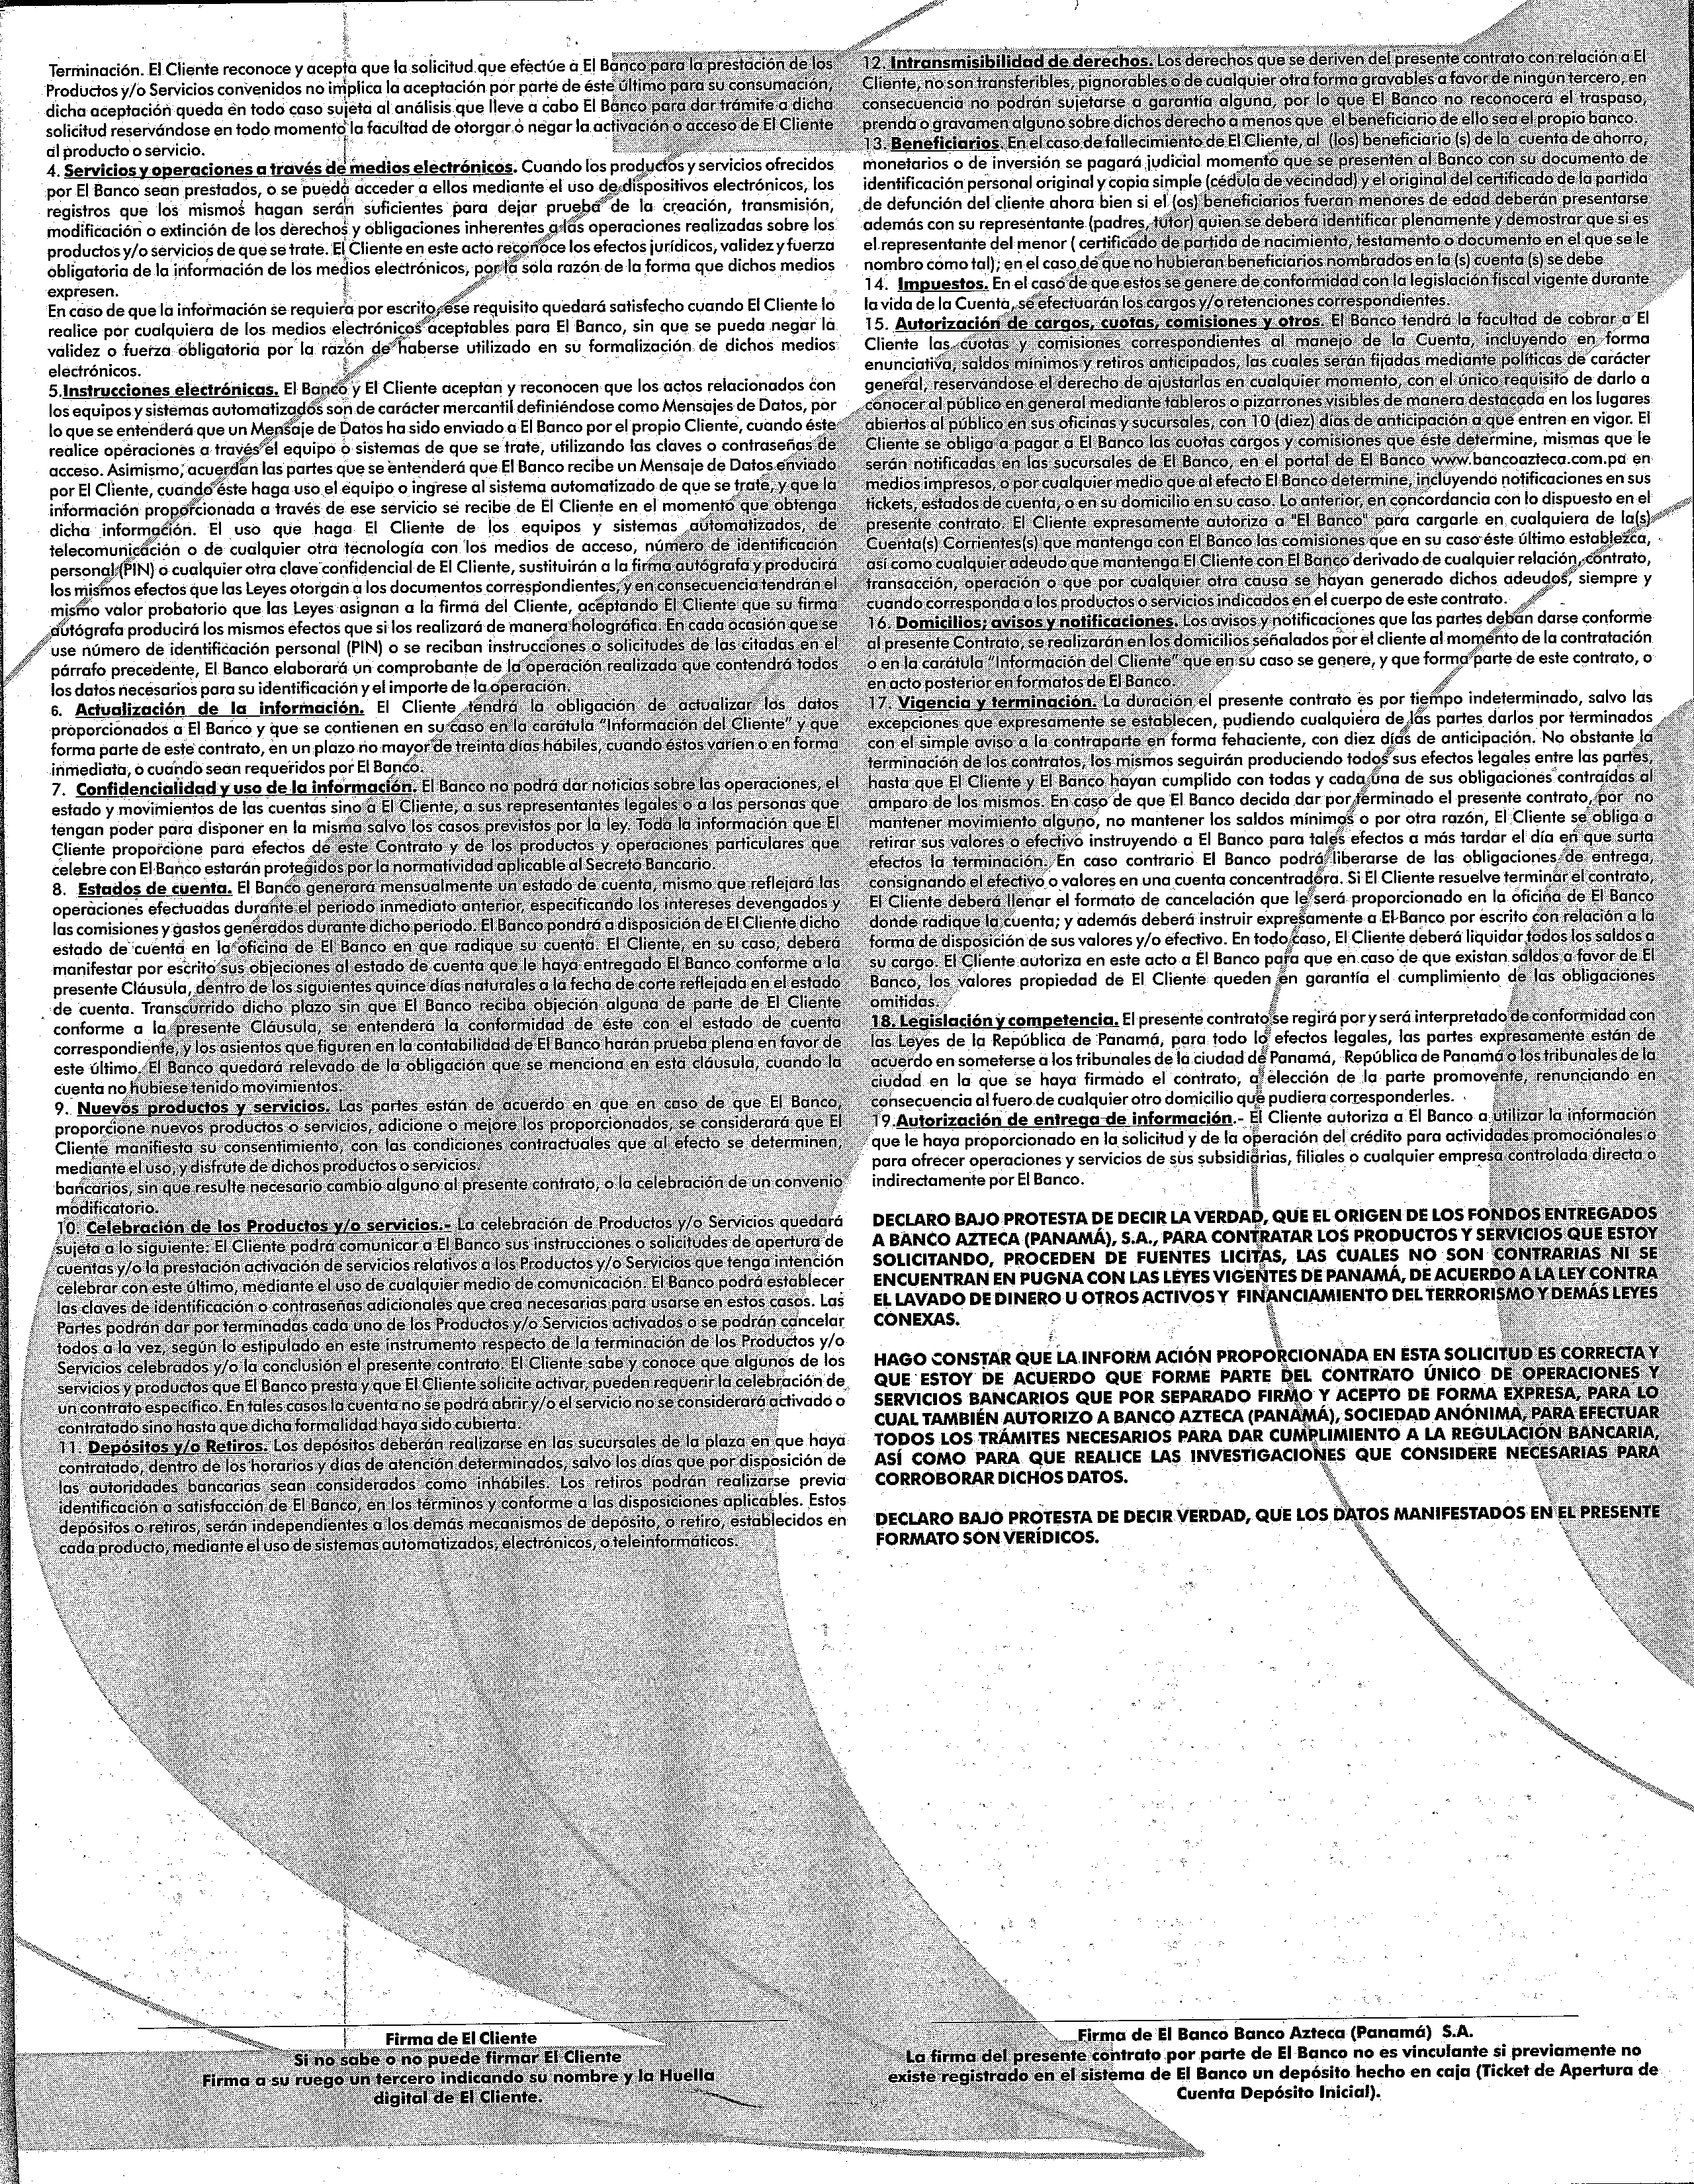 Terminación. El Cliente reconoce y acepta que la solicitud que efectúe a El Banco para la prestación de los
Productos y/o Servicios convenidos no implica la aceptación por parte de éste último para su consumación,
dicha aceptación queda en todo caso sujeta al análisis que lleve a cabo El Banco para dar trámite a dicha
solicitud reservándose en todo momento la facultad de otorgar o negar la activación o acceso de El Cliente
al producto o servicio.
4. Servicios y operaciones a través de medios electrónicos. Cuando los productos y servicios ofrecidos
por El Banco sean prestados, o se pueda acceder a ellos mediante el uso de dispositivos electrónicos, los
registros que los mismos hagan serán suficientes para dejar prueba de la creación, transmisión,
modificación o extinción de los derechos y obligaciones inherentes a las operaciones realizadas sobre los
productos y/o servicios de que se trate. El Cliente en este acto reconoce los efectos jurídicos, validez y fuerza
obligatoria de la información de los medios electrónicos, por la sola razón de la forma que dichos medios
expresen.
En caso de que la información se requiera por escrito, ese requisito quedará satisfecho cuando El Cliente lo
realice por cualquiera de los medios electrónicos aceptables para El Banco, sin que se pueda negar la
validez o fuerza obligatoria por la razón de haberse utilizado en su formalización de dichos medios
electrónicos.
5.Instrucciones electrónicas. El Banco y El Cliente aceptan y reconocen que los actos relacionados con
los equipos y sistemas automatizados son de carácter mercantil definiéndose como Mensajes de Datos, por
lo que se entenderá que un Mensaje de Datos ha sido enviado a El Banco por el propio Cliente, cuando éste
realice operaciones a través el equipo o sistemas de que se trate, utilizando las claves o contraseñas de
acceso. Asimismo, acuerdan las partes que se entenderá que El Banco recibe un Mensaje de Datos enviado
por El Cliente, cuando éste haga uso el equipo o ingrese al sistema automatizado de que se trate, y que la
información proporcionada a través de ese servicio se recibe de El Cliente en el momento que obtenga
dicha información. El uso que haga El Cliente de los equipos y sistemas automatizados, de
telecomunicación o de cualquier otra tecnología con los medios de acceso, número de identificación
personal (PIN) o cualquier otra clave confidencial de El Cliente, sustituirán a la firma autógrafa y producirá
los mismos efectos que las Leyes otorgan a los documentos correspondientes, y en consecuencia tendrán el
mismo valor probatorio que las Leyes asignan a la firma del Cliente, aceptando El Cliente que su firma
autógrafa producirá los mismos efectos que si los realizará de manera holográfica. En cada ocasión que se
use número de identificación personal (PIN) o se reciban instrucciones o solicitudes de las citadas en el
párrafo precedente, El Banco elaborará un comprobante de la operación realizada que contendrá todos
los datos necesarios para su identificación y el importe de la operación.
6. Actualización de la información. El Cliente tendrá la obligación de actualizar los datos
proporcionados a El Banco y que se contienen en su caso en la carátula "Información del Cliente" y que
forma parte de este contrato, en un plazo no mayor de treinta días hábiles, cuando éstos varíen o en forma
inmediata, o cuando sean requeridos por El Banco.
7. Confidencialidad y uso de la información. El Banco no podrá dar noticias sobre las operaciones, el
estado y movimientos de las cuentas sino a El Cliente, a sus representantes legales o a las personas que
tengan poder para disponer en la misma salvo los casos previstos por la ley. Toda la información que El
Cliente proporcione para efectos de este Contrato y de los productos y operaciones particulares que
celebre con El Banco estarán protegidos por la normatividad aplicable al Secreto Bancario.
8. Estados de cuenta. El Banco generará mensualmente un estado de cuenta, mismo que reflejará las
operaciones efectuadas durante el período inmediato anterior, especificando los intereses devengados y
las comisiones y gastos generados durante dicho periodo. El Banco pondrá a disposición de El Cliente dicho
estado de cuenta en la oficina de El Banco en que radique su cuenta. El Cliente, en su caso, deberá
manifestar por escrito sus objeciones al estado de cuenta que le haya entregado El Banco conforme a la
presente Cláusula, dentro de los siguientes quince días naturales a la fecha de corte reflejada en el estado
de cuenta. Transcurrido dicho plazo sin que El Banco reciba objeción alguna de parte de El Cliente
conforme a la presente Cláusula, se entenderá la conformidad de éste con el estado de cuenta
correspondiente, y los asientos que figuren en la contabilidad de El Banco harán prueba plena en favor de
este último. El Banco quedará relevado de la obligación que se menciona en esta cláusula, cuando la
cuenta no hubiese tenido movimientos.
9. Nuevos productos y servicios. Las partes están de acuerdo en que en caso de que El Banco,
proporcione nuevos productos o servicios, adicione o mejore los proporcionados, se considerará que El
Cliente manifiesta su consentimiento, con las condiciones contractuales que al efecto se determinen,
mediante el uso, y disfrute de dichos productos o servicios.
bancarios, sin que resulte necesario cambio alguno al presente contrato, o la celebración de un convenio
modificatorio.
10. Celebración de los Productos y/o servicios.- La celebración de Productos y/o Servicios quedará
sujeta a lo siguiente: El Cliente podrá comunicar a El Banco sus instrucciones o solicitudes de apertura de
cuentas y/o la prestación activación de servicios relativos a los Productos y/o Servicios que tenga intención
celebrar con este último, mediante el uso de cualquier medio de comunicación. El Banco podrá establecer
las claves de identificación o contraseñas adicionales que crea necesarias para usarse en estos casos. Las
Partes podrán dar por terminadas cada uno de los Productos y/o Servicios activados o se podrán cancelar
todos a la vez, según lo estipulado en este instrumento respecto de la terminación de los Productos y/o
Servicios celebrados y/o la conclusión el presente contrato. El Cliente sabe y conoce que algunos de los
servicios y productos que El Banco presta y que El Cliente solicite activar, pueden requerir la celebración de
un contrato específico. En tales casos la cuenta no se podrá abrir y/o el servicio no se considerará activado o
contratado sino hasta que dicha formalidad haya sido cubierta.
11. Depósitos y/o Retiros. Los depósitos deberán realizarse en las sucursales de la plaza en que haya
contratado, dentro de los horarios y días de atención determinados, salvo los días que por disposición de
las autoridades bancarias sean considerados como inhábiles. Los retiros podrán realizarse previa
identificación a satisfacción de El Banco, en los términos y conforme a las disposiciones aplicables. Estos
depósitos o retiros, serán independientes a los demás mecanismos de depósito, o retiro, establecidos en
cada producto, mediante el uso de sistemas automatizados, electrónicos, o teleinformáticos.
12. Intransmisibilidad de derechos. Los derechos que se deriven del presente contrato con relación a El
Cliente, no son transferibles, pignorables o de cualquier otra forma gravables a favor de ningún tercero, en
consecuencia no podrán sujetarse a garantía alguna, por lo que El Banco no reconocerá el traspaso,
prenda o gravamen alguno sobre dichos derecho a menos que el beneficiario de ello sea el propio banco.
13. Beneficiarios. En el caso de fallecimiento de El Cliente, al (los) beneficiario (s) de la cuenta de ahorro,
monetarios o de inversión se pagará judicial momento que se presenten al Banco con su documento de
identificación personal original y copia simple (cédula de vecindad) y el original del certificado de la partida
de defunción del cliente ahora bien si el (os) beneficiarios fueran menores de edad deberán presentarse
además con su representante (padres, tutor) quien se deberá identificar plenamente y demostrar que si es
el representante del menor ( certificado de partida de nacimiento, testamento o documento en el que se le
nombro como tal); en el caso de que no hubieran beneficiarios nombrados en la (s) cuenta (s) se debe
14. Impuestos. En el caso de que estos se genere de conformidad con la legislación fiscal vigente durante
la vida de la Cuenta, se efectuarán los cargos y/o retenciones correspondientes.
15. Autorización de cargos, cuotas, comisiones y otros. El Banco tendrá la facultad de cobrar a El
Cliente las cuotas y comisiones correspondientes al manejo de la Cuenta, incluyendo en forma
enunciativa, saldos mínimos y retiros anticipados, las cuales serán fijadas mediante políticas de carácter
general, reservándose el derecho de ajustarlas en cualquier momento, con el único requisito de darlo a
conocer al público en general mediante tableros o pizarrones visibles de manera destacada en los lugares
abiertos al público en sus oficinas y sucursales, con 10 (diez) días de anticipación a que entren en vigor. El
Cliente se obliga a pagar a El Banco las cuotas cargos y comisiones que éste determine, mismas que le
serán notificadas en las sucursales de El Banco, en el portal de El Banco www.bancoazteca.com.pa en
medios impresos, o por cualquier medio que al efecto El Banco determine, incluyendo notificaciones en sus
tickets, estados de cuenta, o en su domicilio en su caso. Lo anterior, en concordancia con lo dispuesto en el
presente contrato. El Cliente expresamente autoriza a "El Banco" para cargarle en cualquiera de la(s)
Cuenta(s) Corrientes(s) que mantenga con El Banco las comisiones que en su caso éste último establezca,
así como cualquier adeudo que mantenga El Cliente con El Banco derivado de cualquier relación, contrato,
transacción, operación o que por cualquier otra causa se hayan generado dichos adeudos, siempre y
cuando corresponda a los productos o servicios indicados en el cuerpo de este contrato.
16. Domicilios; avisos y notificaciones. Los avisos y notificaciones que las partes deban darse conforme
al presente Contrato, se realizarán en los domicilios señalados por el cliente al momento de la contratación
o en la carátula "Información del Cliente" que en su caso se genere, y que forma parte de este contrato, o
en acto posterior en formatos de El Banco.
17. Vigencia y terminación. La duración el presente contrato es por tiempo indeterminado, salvo las
excepciones que expresamente se establecen, pudiendo cualquiera de las partes darlos por terminados
con el simple aviso a la contraparte en forma fehaciente, con diez días de anticipación. No obstante la
terminación de los contratos, los mismos seguirán produciendo todos sus efectos legales entre las partes,
hasta que El Cliente y El Banco hayan cumplido con todas y cada una de sus obligaciones contraídas al
amparo de los mismos. En caso de que El Banco decida dar por terminado el presente contrato, por no
mantener movimiento alguno, no mantener los saldos mínimos o por otra razón, El Cliente se obliga a
retirar sus valores o efectivo instruyendo a El Banco para tales efectos a más tardar el día en que surta
efectos la terminación. En caso contrario El Banco podrá liberarse de las obligaciones de entrega,
consignando el efectivo o valores en una cuenta concentradora. Si El Cliente resuelve terminar el contrato,
El Cliente deberá llenar el formato de cancelación que le será proporcionado en la oficina de El Banco
donde radique la cuenta; y además deberá instruir expresamente a El Banco por escrito con relación a la
forma de disposición de sus valores y/o efectivo. En todo caso, El Cliente deberá liquidar todos los saldos a
su cargo. El Cliente autoriza en este acto a El Banco para que en caso de que existan saldos a favor de El
Banco, los valores propiedad de El Cliente queden en garantía el cumplimiento de las obligaciones
omitidas.
18. Legislación y competencia. El presente contrato se regirá por y será interpretado de conformidad con
las Leyes de la República de Panamá, para todo lo efectos legales, las partes expresamente están de
acuerdo en someterse a los tribunales de la ciudad de Panamá, República de Panamá o los tribunales de la
ciudad en la que se haya firmado el contrato, a elección de la parte promovente, renunciando en
consecuencia al fuero de cualquier otro domicilio que pudiera corresponderles.
19.Autorización de entrega de información.- El Cliente autoriza a El Banco a utilizar la información
que le haya proporcionado en la solicitud y de la operación del crédito para actividades promociónales o
para ofrecer operaciones y servicios de sus subsidiarias, filiales o cualquier empresa controlada directa o
indirectamente por El Banco.
DECLARO BAJO PROTESTA DE DECIR LA VERDAD, QUE EL ORIGEN DE LOS FONDOS ENTREGADOS
A BANCO AZTECA (PANAMÁ), S.A., PARA CONTRATAR LOS PRODUCTOS Y SERVICIOS QUE ESTOY
SOLICITANDO, PROCEDEN DE FUENTES LICITAS, LAS CUALES NO SON CONTRARIAS NI SE
ENCUENTRAN EN PUGNA CON LAS LEYES VIGENTES DE PANAMÁ, DE ACUERDO A LA LEY CONTRA
EL LAVADO DE DINERO U OTROS ACTIVOS Y FINANCIAMIENTO DEL TERRORISMO Y DEMÁS LEYES
CONEXAS.
HAGO CONSTAR QUE LA INFORM ACIÓN PROPORCIONADA EN ESTA SOLICITUD ES CORRECTA Y
QUE ESTOY DE ACUERDO QUE FORME PARTE DEL CONTRATO ÚNICO DE OPERACIONES Y
SERVICIOS BANCARIOS QUE POR SEPARADO FIRMO Y ACEPTO DE FORMA EXPRESA, PARA LO
CUAL TAMBIÉN AUTORIZO A BANCO AZTECA (PANAMÁ), SOCIEDAD ANÓNIMA, PARA EFECTUAR
TODOS LOS TRÁMITES NECESARIOS PARA DAR CUMPLIMIENTO A LA REGULACIÓN BANCARIA,
ASÍ COMO PARA QUE REALICE LAS INVESTIGACIONES QUE CONSIDERE NECESARIAS PARA
CORROBORAR DICHOS DATOS.
DECLARO BAJO PROTESTA DE DECIR VERDAD, QUE LOS DATOS MANIFESTADOS EN EL PRESENTE
FORMATO SON VERÍDICOS.
Firma de El Cliente
Si no sabe o no puede firmar El Cliente
Firma a su ruego un tercero indicando su nombre y la Huella
digital de El Cliente.
Firma de El Banco Banco Azteca (Panamá) S.A.
La firma del presente contrato por parte de El Banco no es vinculante si previamente no
existe registrado en el sistema de El Banco un depósito hecho en caja (Ticket de Apertura de
Cuenta Depósito Inicial).